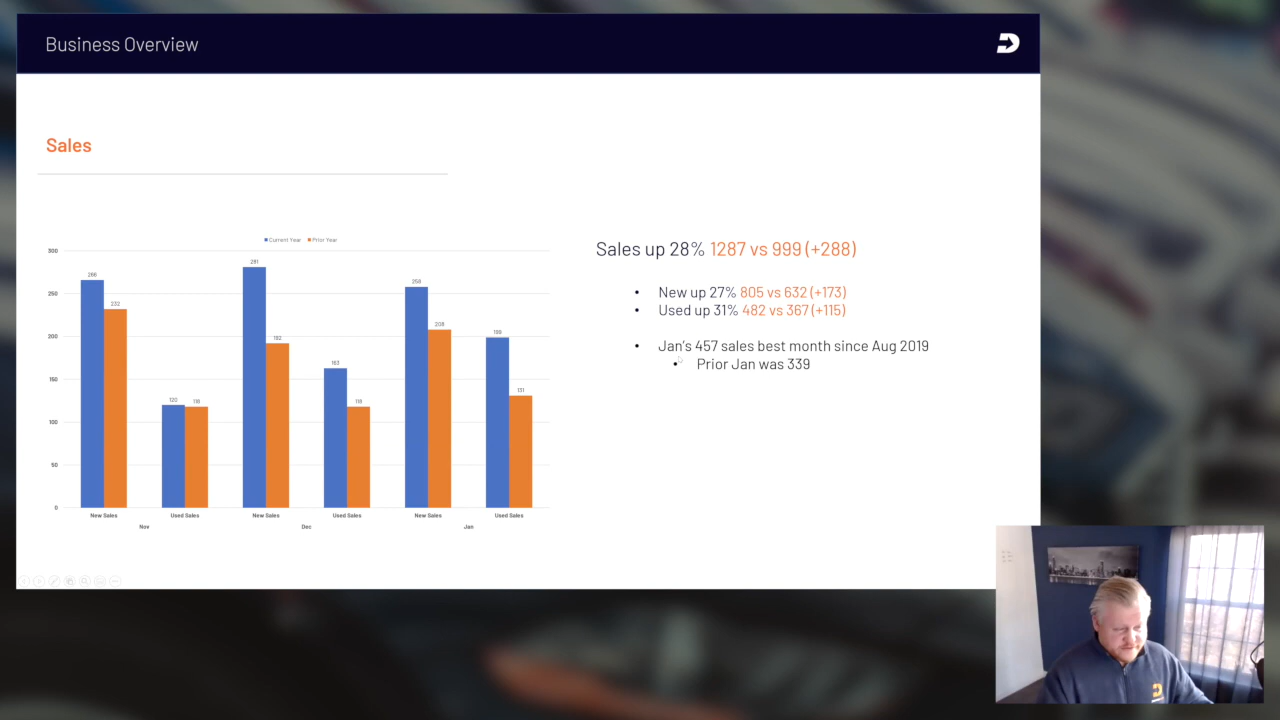 Business Overview
Sales
Current Year Prior Year
300
250
200
150
100
50
0
266
232
120
118
281
192
163
118
258
208
199
131
New Sales Used Sales New Sales Used Sales New Sales Used Sales
Nov Dec Jan
Sales up 28% 1287 vs 999 (+288)
• New up 27% 805 vs 632 (+173)
• Used up 31% 482 vs 367 (+115)
• Jan's 457 sales best month since Aug 2019
• Prior Jan was 339